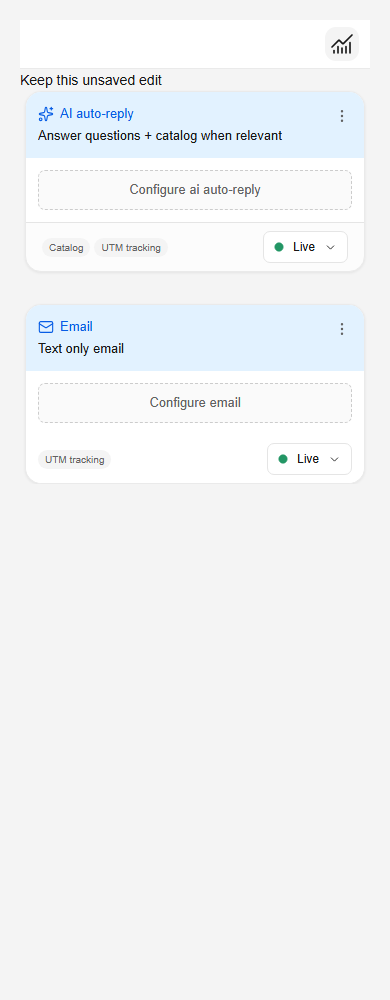 Keep this unsaved edit
AI auto-reply
Answer questions + catalog when relevant
Configure ai auto-reply
Catalog
UTM tracking
Live
Email
Text only email
Configure email
UTM tracking
Live